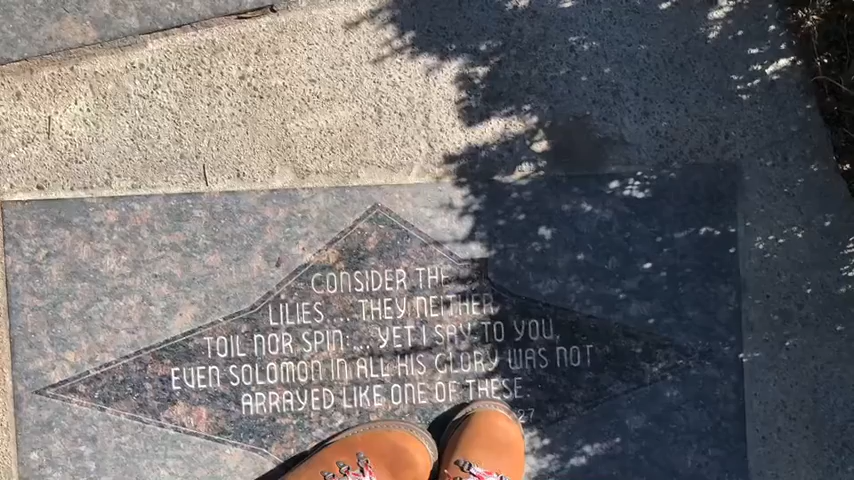 CONSIDER THE
LILIES.... THEY NEITHER
TOIL NOR SPIN:... YET I SAY TO YOU,
EVEN SOLOMON IN ALL HIS GLORY WAS NOT
ARRAYED LIKE ONE OF THESE.
27